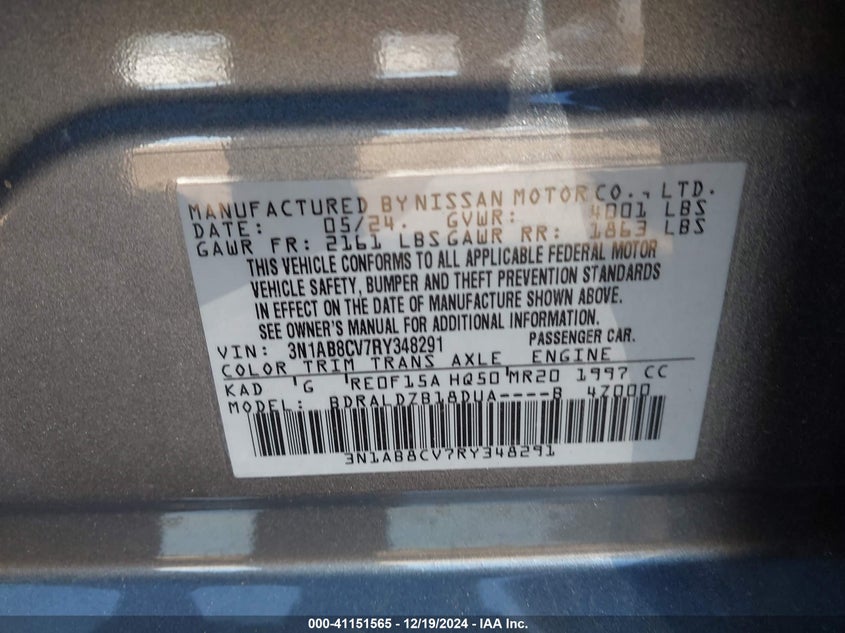 MANUFACTURED BY NISSAN MOTOR CO., LTD.
DATE: 05/24 GVWR: 4001 LBS
GAWR FR: 2161 LBS GAWR RR: 1863 LBS
THIS VEHICLE CONFORMS TO ALL APPLICABLE FEDERAL MOTOR
VEHICLE SAFETY, BUMPER AND THEFT PREVENTION STANDARDS
IN EFFECT ON THE DATE OF MANUFACTURE SHOWN ABOVE.
SEE OWNER'S MANUAL FOR ADDITIONAL INFORMATION.
VIN: 3N1AB8CV7RY348291 PASSENGER CAR.
COLOR TRIM TRANS AXLE ENGINE
KAD 'G 'RE0F15A HQ50 MR20 1997 CC
MODEL: BDRALDZB18DUA----B 4Z000
3N1AB8CV7RY348291
000-41151565 - 12/19/2024 - IAA Inc.